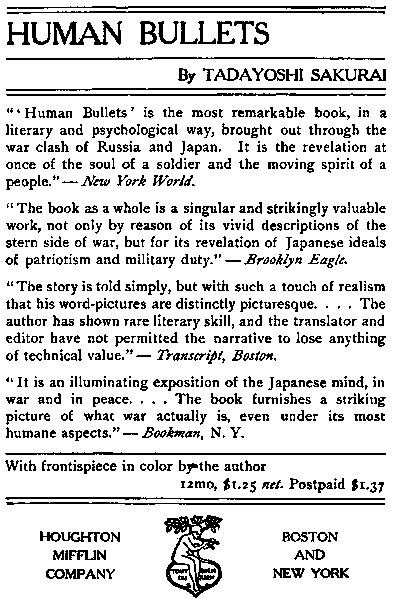 HUMAN BULLETS
By TADAYOSHI SAKURAI
"‘Human Bullets’ is the most remarkable book, in a
literary and psychological way, brought out through the
war clash of Russia and Japan. It is the revelation at
once of the soul of a soldier and the moving spirit of a
people."—New York World.
"The book as a whole is a singular and strikingly valuable
work, not only by reason of its vivid descriptions of the
stern side of war, but for its revelation of Japanese ideals
of patriotism and military duty."—Brooklyn Eagle.
"The story is told simply, but with such a touch of realism
that his word-pictures are distinctly picturesque. . . . The
author has shown rare literary skill, and the translator and
editor have not permitted the narrative to lose anything
of technical value."—Transcript, Boston.
"It is an illuminating exposition of the Japanese mind, in
war and in peace. . . . The book furnishes a striking
picture of what war actually is, even under its most
humane aspects."—Bookman, N. Y.
With frontispiece in color by the author
12mo, $1.25 net. Postpaid $1.37
HOUGHTON
MIFFLIN
COMPANY
TOUT
OU
RIEN
BOSTON
AND
NEW YORK